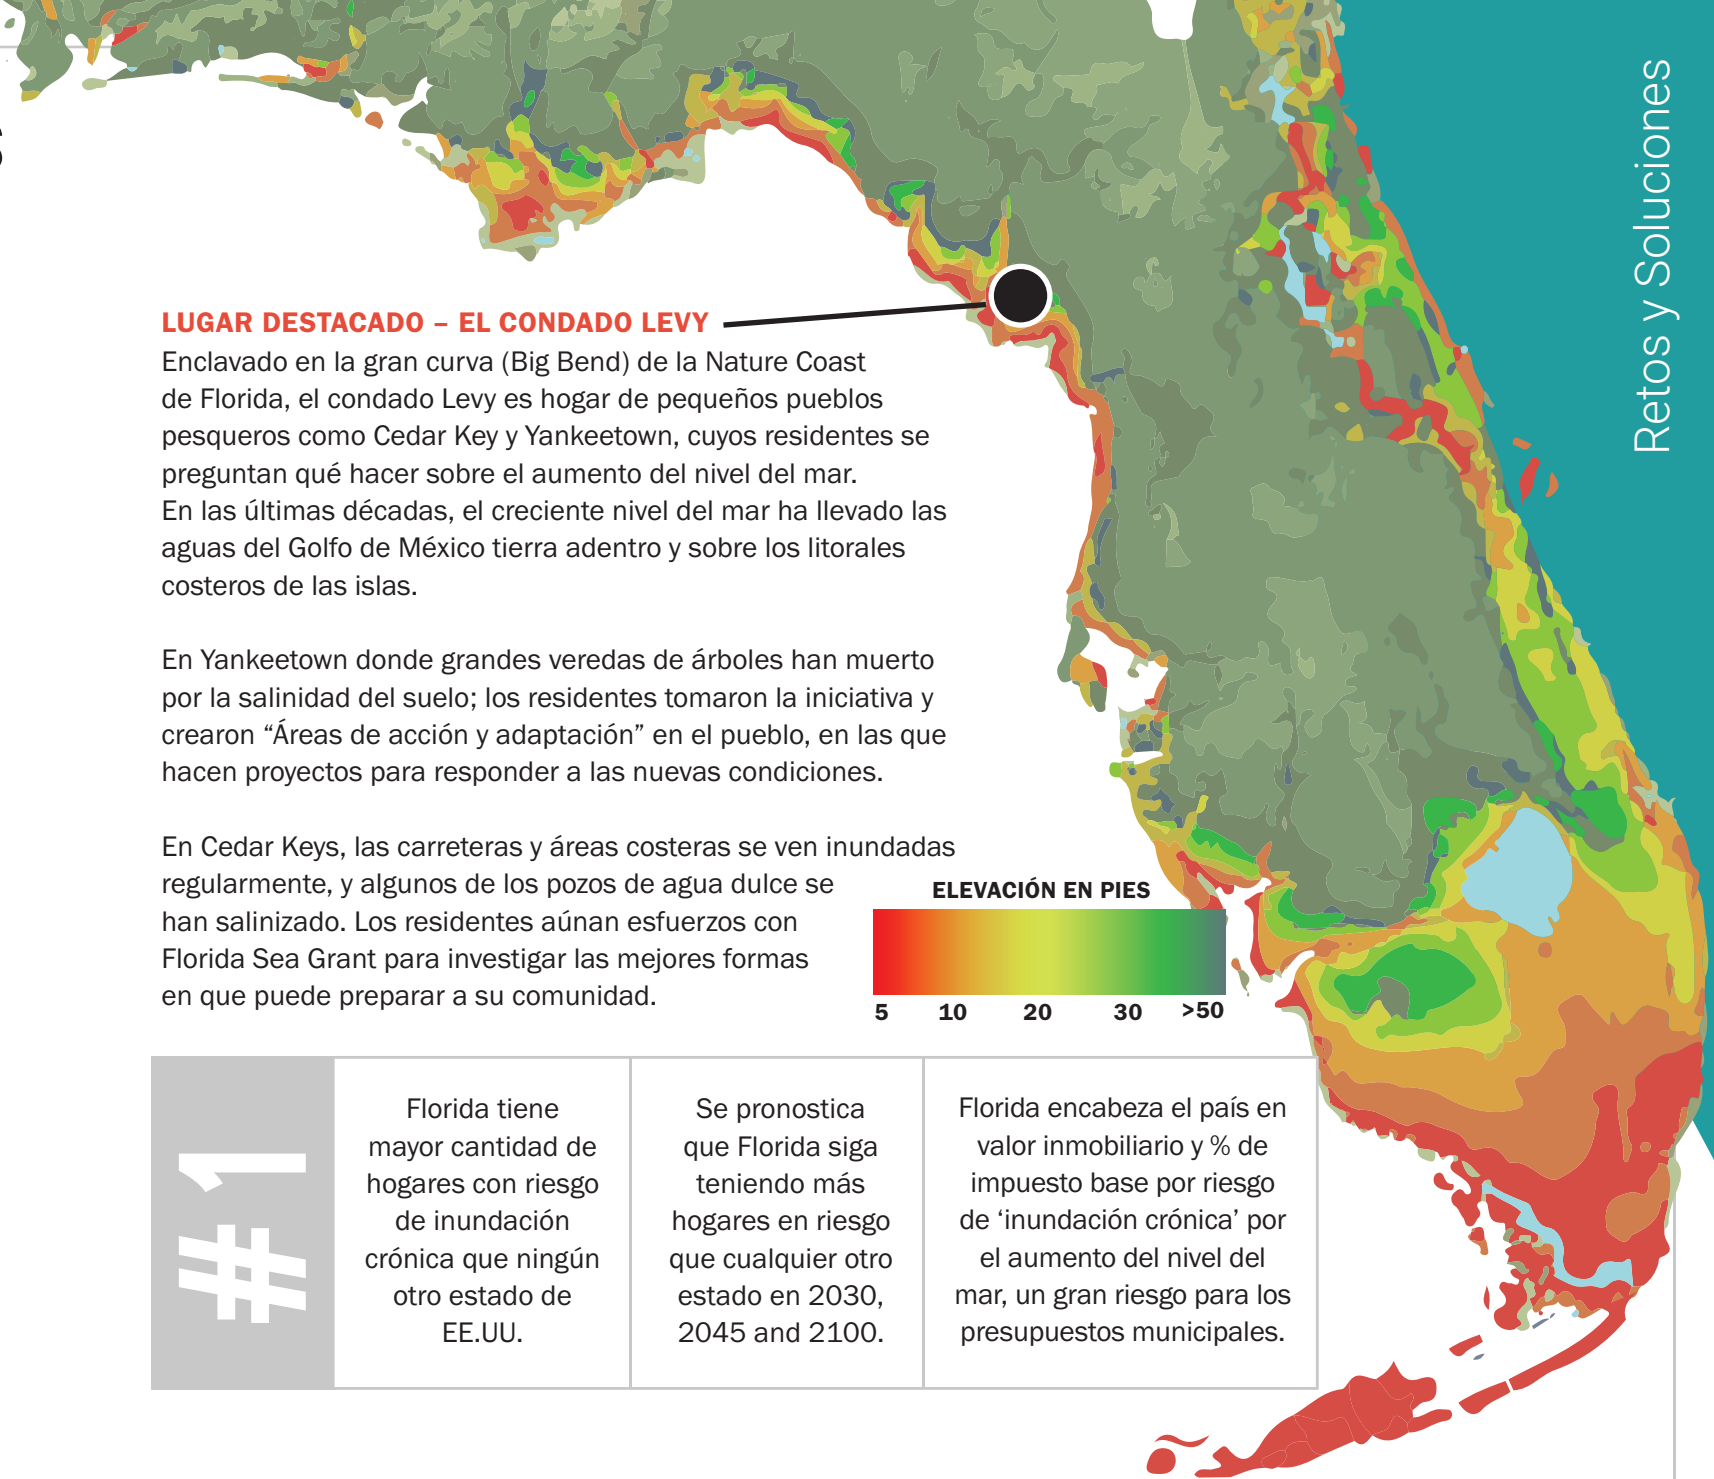 Retos y Soluciones
LUGAR DESTACADO – EL CONDADO LEVY
Enclavado en la gran curva (Big Bend) de la Nature Coast
de Florida, el condado Levy es hogar de pequeños pueblos
pesqueros como Cedar Key y Yankeetown, cuyos residentes se
preguntan qué hacer sobre el aumento del nivel del mar.
En las últimas décadas, el creciente nivel del mar ha llevado las
aguas del Golfo de México tierra adentro y sobre los litorales
costeros de las islas.
En Yankeetown donde grandes veredas de árboles han muerto
por la salinidad del suelo; los residentes tomaron la iniciativa y
crearon “Áreas de acción y adaptación” en el pueblo, en las que
hacen proyectos para responder a las nuevas condiciones.
En Cedar Keys, las carreteras y áreas costeras se ven inundadas
regularmente, y algunos de los pozos de agua dulce se
han salinizado. Los residentes aúnan esfuerzos con
Florida Sea Grant para investigar las mejores formas
en que puede preparar a su comunidad.
ELEVACIÓN EN PIES
5 10 20 30 >50
#1
Florida tiene
mayor cantidad de
hogares con riesgo
de inundación
crónica que ningún
otro estado de
EE.UU.
Se pronostica
que Florida siga
teniendo más
hogares en riesgo
que cualquier otro
estado en 2030,
2045 and 2100.
Florida encabeza el país en
valor inmobiliario y % de
impuesto base por riesgo
de ‘inundación crónica’ por
el aumento del nivel del
mar, un gran riesgo para los
presupuestos municipales.